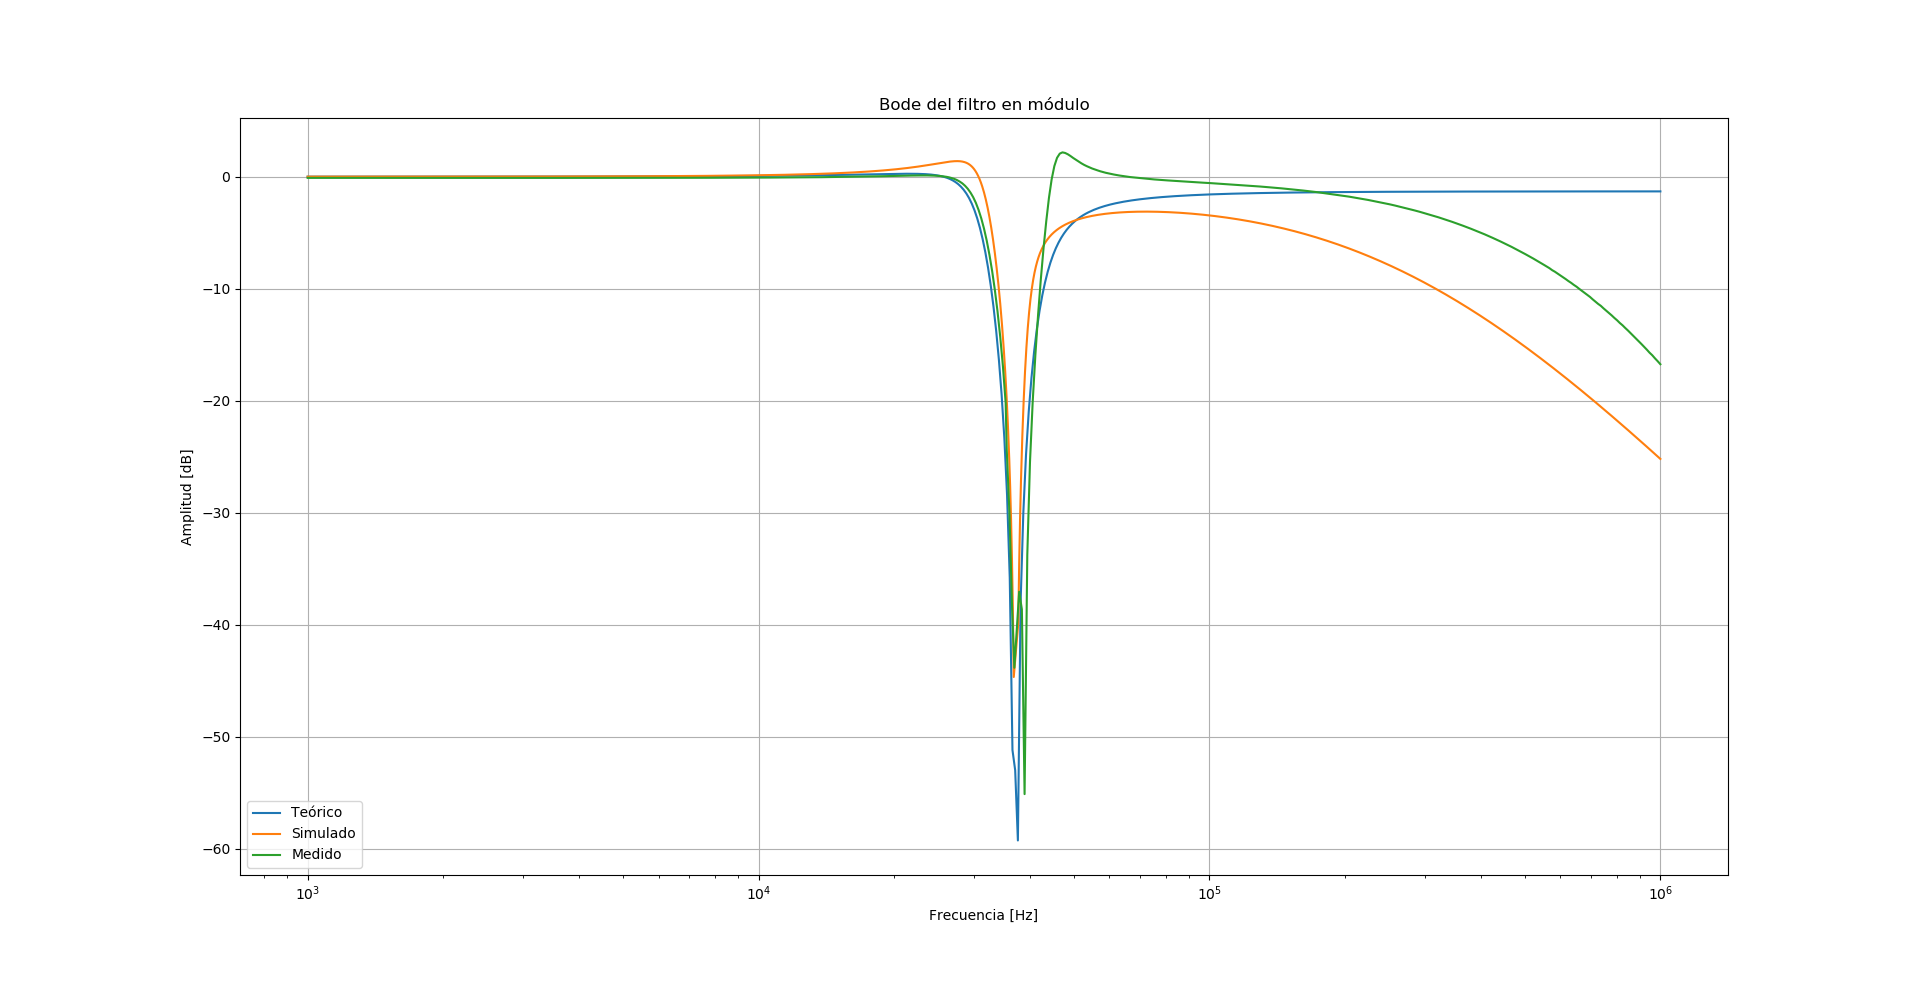 Bode del filtro en módulo
Amplitud [dB]
0
−10
−20
−30
−40
−50
−60
Teórico
Simulado
Medido
10³
10⁴
10⁵
10⁶
Frecuencia [Hz]